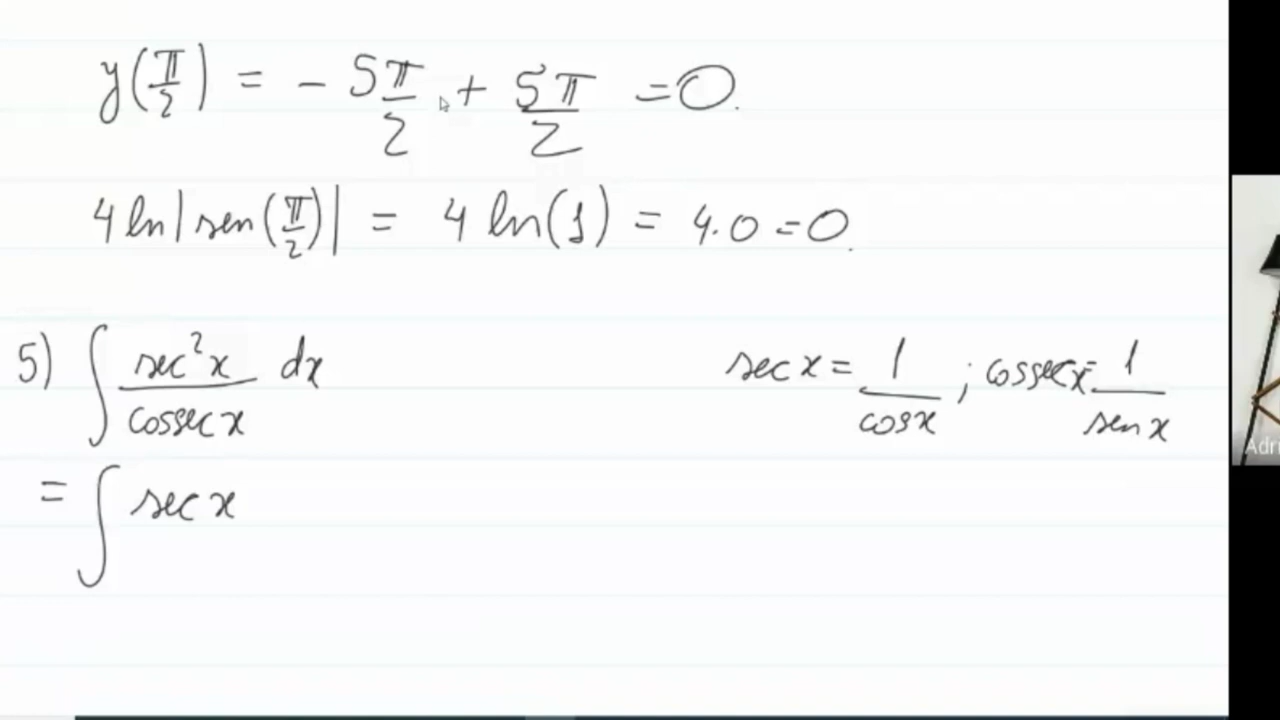 y(π/2) = - 5π/2 + 5π/2 = 0.
4 ln|sen(π/2)| = 4 ln(1) = 4.0 = 0.
5) ∫ sec²x/cossec x dx sec x = 1/cos x ; cossec x = 1/sen x
= ∫ sec x
Adri